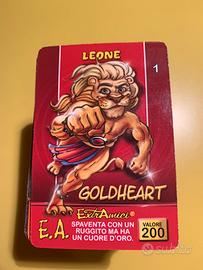 LEONE
1
GOLDHEART
E.A.
ExtrAmici®
SPAVENTA CON UN
RUGGITO MA HA
UN CUORE D'ORO.
VALORE
200
subito